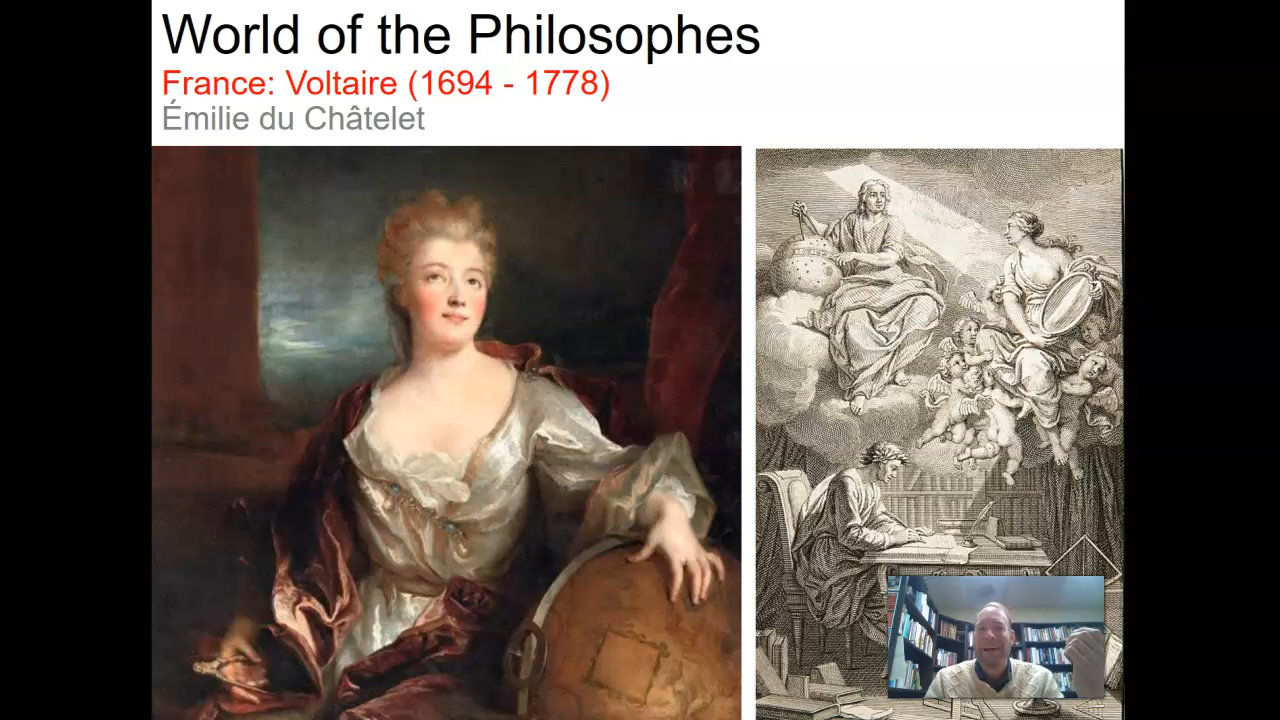 World of the Philosophes
France: Voltaire (1694 - 1778)
Émilie du Châtelet